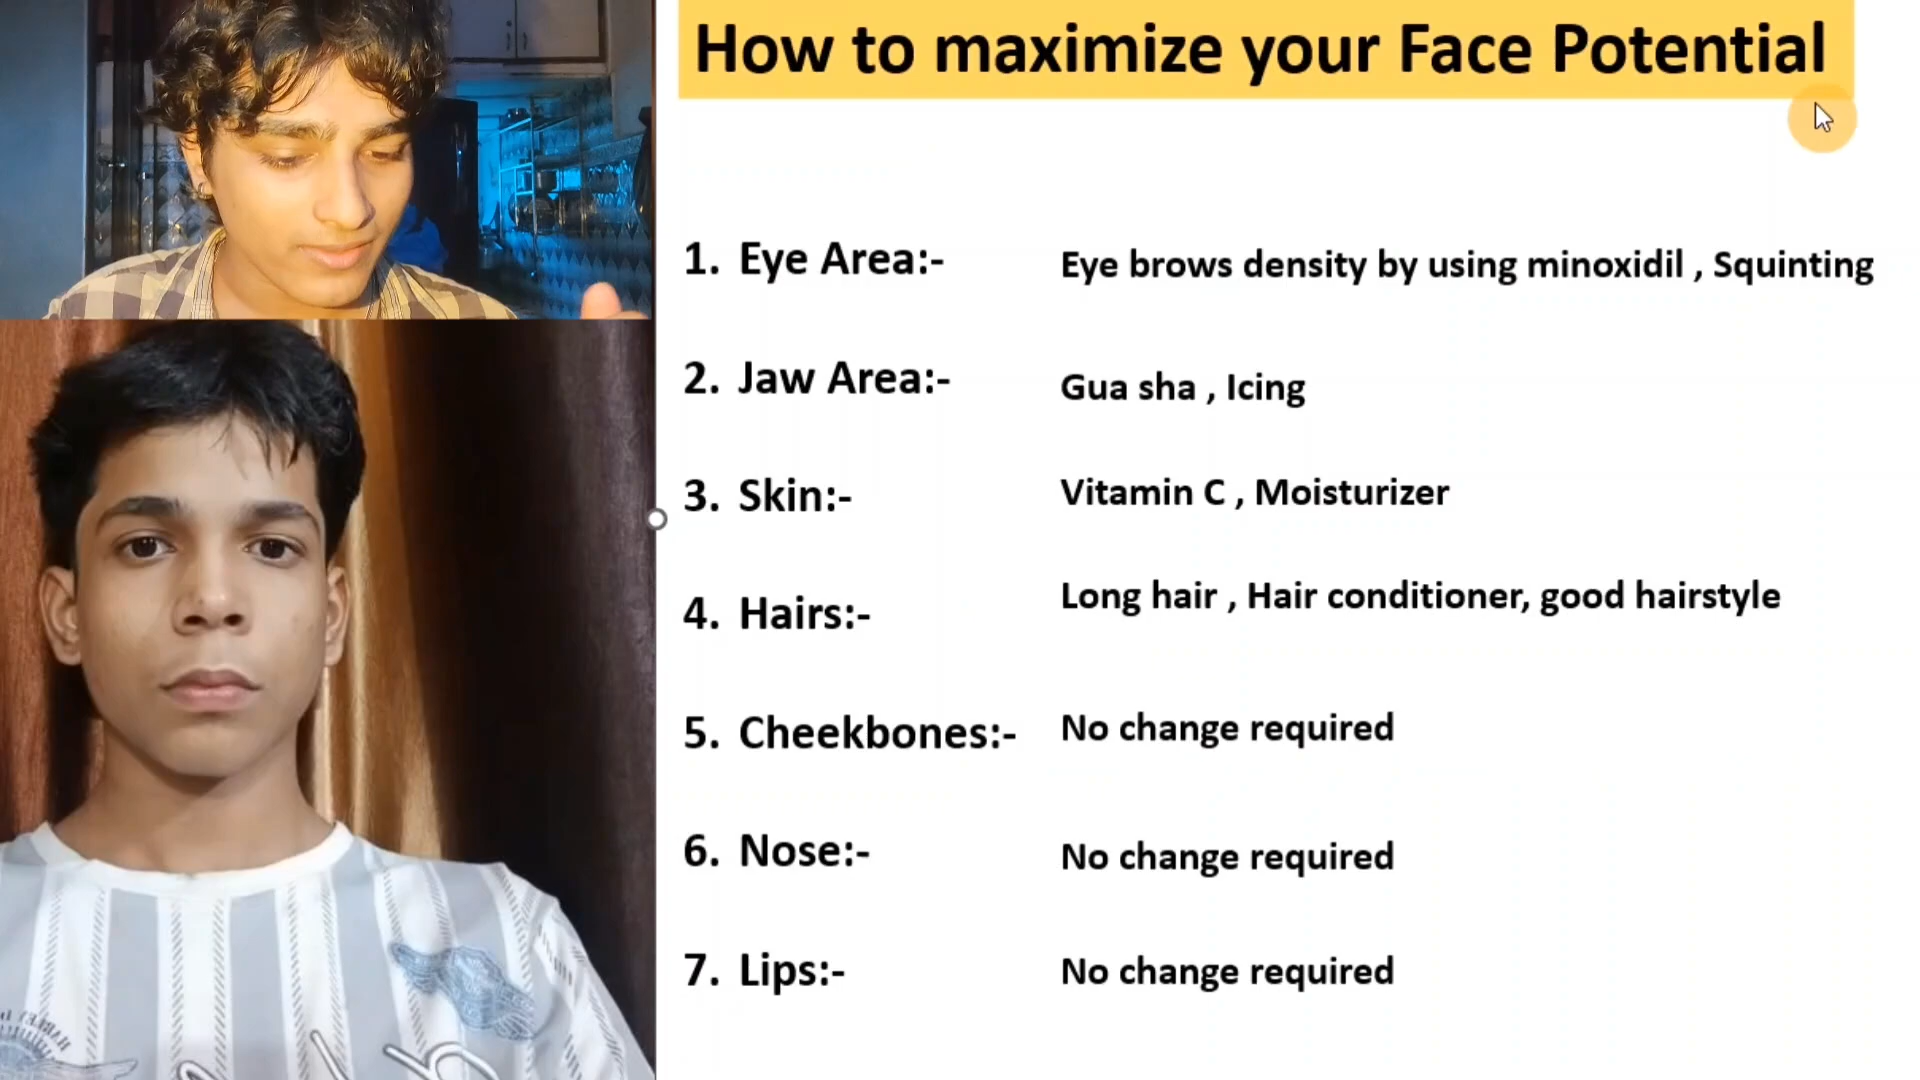 How to maximize your Face Potential
1. Eye Area:- Eye brows density by using minoxidil , Squinting
2. Jaw Area:- Gua sha , Icing
3. Skin:- Vitamin C , Moisturizer
4. Hairs:- Long hair , Hair conditioner, good hairstyle
5. Cheekbones:- No change required
6. Nose:- No change required
7. Lips:- No change required